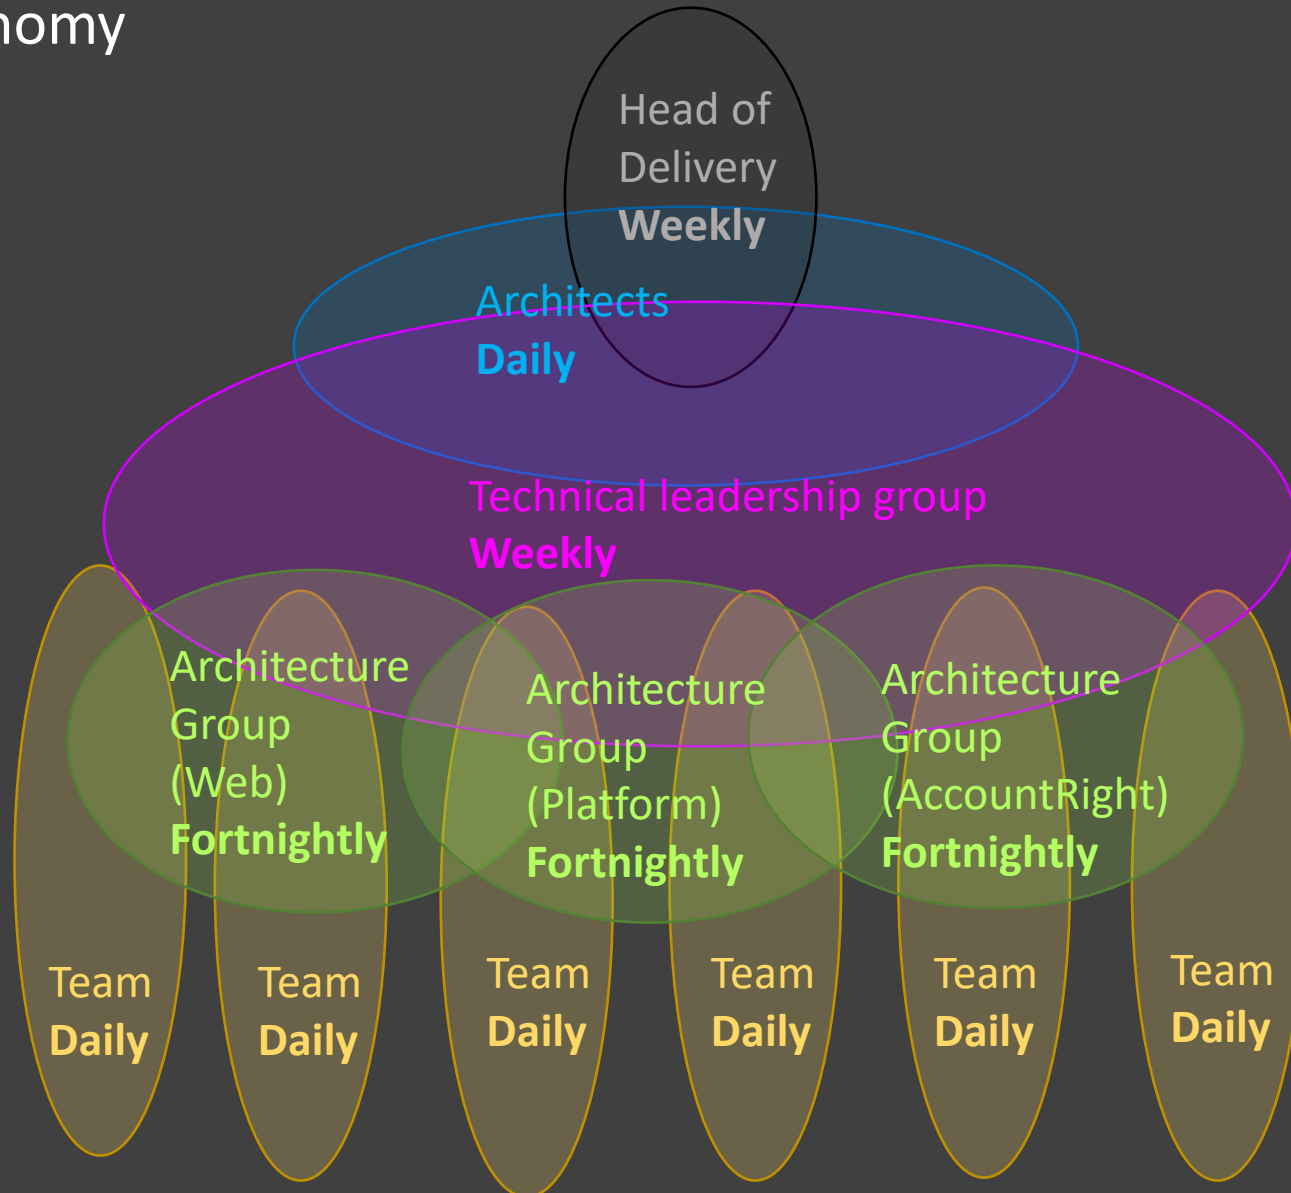 nomy
Head of
Delivery
Weekly
Architects
Daily
Technical leadership group
Weekly
Architecture
Group
(Web)
Fortnightly
Architecture
Group
(Platform)
Fortnightly
Architecture
Group
(AccountRight)
Fortnightly
Team
Daily
Team
Daily
Team
Daily
Team
Daily
Team
Daily
Team
Daily